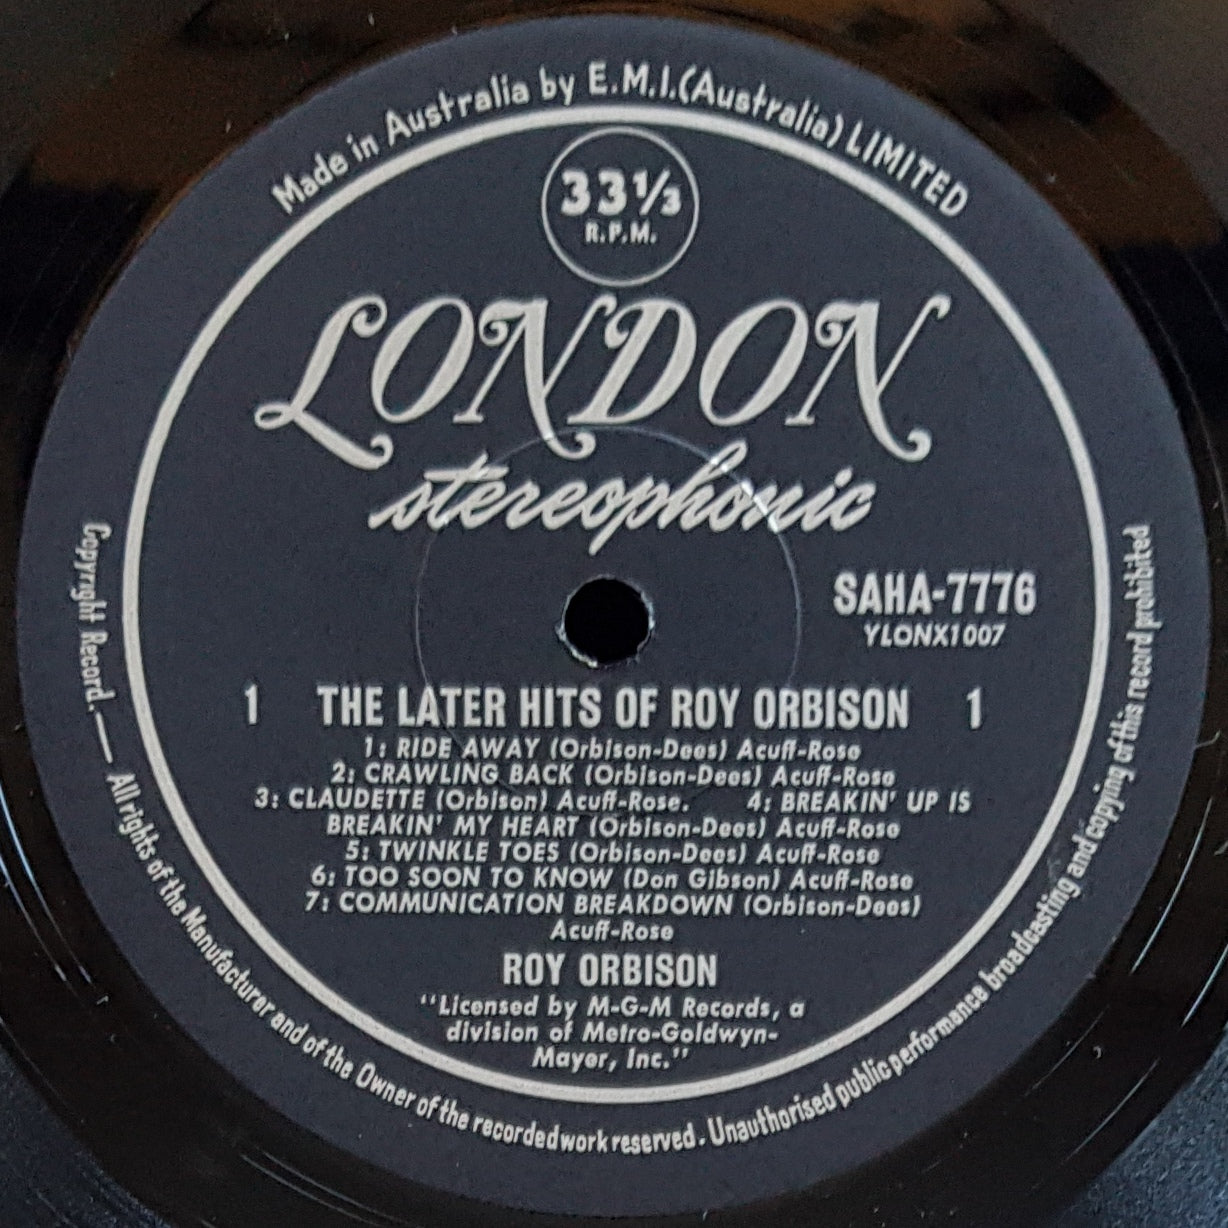 Made in Australia by E.M.I.(Australia) LIMITED
33⅓
R.P.M.
LONDON
stereophonic
SAHA-7776
YLONX1007
1 THE LATER HITS OF ROY ORBISON 1
1: RIDE AWAY (Orbison-Dees) Acuff-Rose
2: CRAWLING BACK (Orbison-Dees) Acuff-Rose
3: CLAUDETTE (Orbison) Acuff-Rose. 4: BREAKIN' UP IS
BREAKIN' MY HEART (Orbison-Dees) Acuff-Rose
5: TWINKLE TOES (Orbison-Dees) Acuff-Rose
6: TOO SOON TO KNOW (Don Gibson) Acuff-Rose
7: COMMUNICATION BREAKDOWN (Orbison-Dees)
Acuff-Rose
ROY ORBISON
"Licensed by M-G-M Records, a
division of Metro-Goldwyn-
Mayer, Inc."
Copyright Record.— All rights of the Manufacturer and of the Owner of the recorded work reserved. Unauthorised public performance broadcasting and copying of this record prohibited